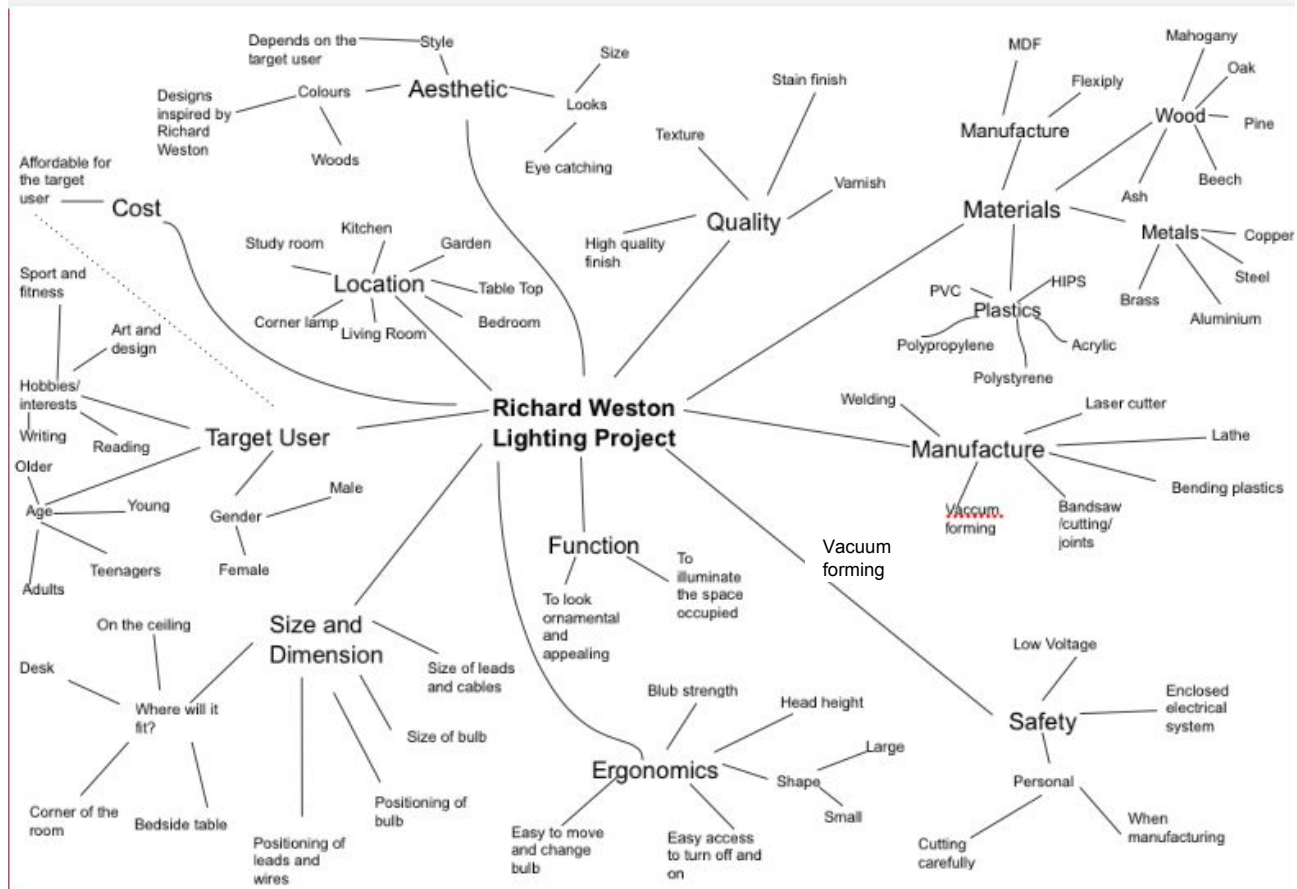 Depends on the
target user
Style
Aesthetic
Size
Looks
Eye catching
Colours
Designs
inspired by
Richard
Weston
Woods
Affordable for
the target
user
Cost
Stain finish
Texture
Varnish
Quality
High quality
finish
MDF
Flexiply
Manufacture
Mahogany
Oak
Wood
Pine
Beech
Ash
Materials
Metals
Copper
Steel
Brass
Aluminium
PVC
HIPS
Plastics
Polypropylene
Acrylic
Polystyrene
Kitchen
Study room
Garden
Location
Table Top
Corner lamp
Living Room
Bedroom
Sport and
fitness
Art and
design
Hobbies/
interests
Writing
Reading
Target User
Older
Age
Young
Teenagers
Adults
Gender
Male
Female
Richard Weston
Lighting Project
Welding
Laser cutter
Lathe
Manufacture
Bending plastics
Vaccum
forming
Bandsaw
/cutting/
joints
Function
To look
ornamental
and
appealing
To
illuminate
the space
occupied
Vacuum
forming
Size and
Dimension
On the ceiling
Desk
Where will it
fit?
Corner of the
room
Bedside table
Size of leads
and cables
Size of bulb
Positioning of
bulb
Positioning of
leads and
wires
Blub strength
Head height
Ergonomics
Shape
Large
Small
Easy to move
and change
bulb
Easy access
to turn off and
on
Low Voltage
Enclosed
electrical
system
Safety
Personal
Cutting
carefully
When
manufacturing